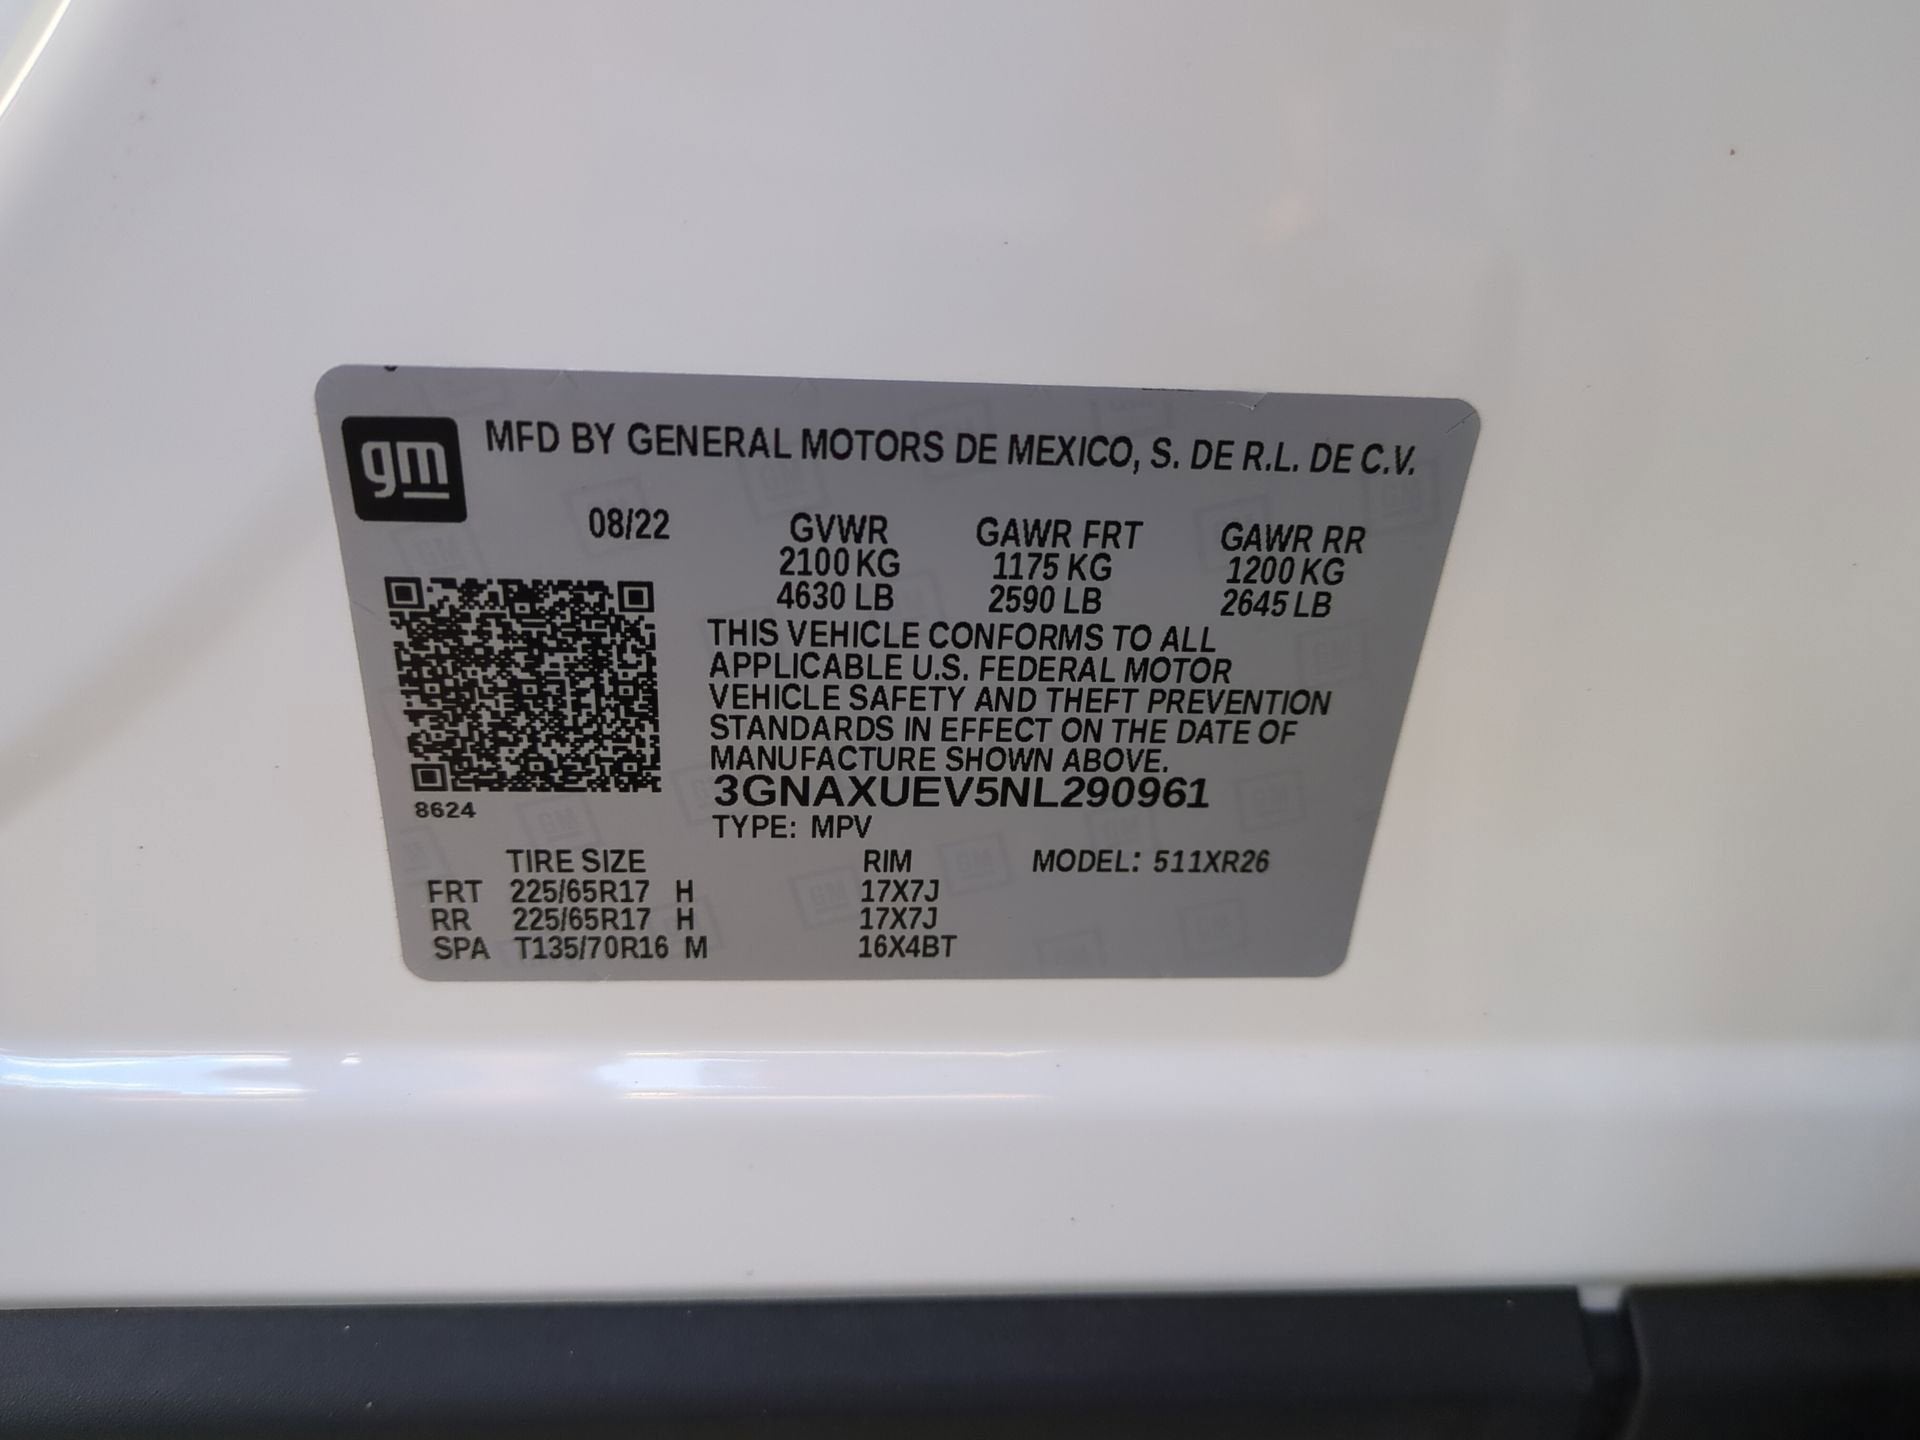 gm
MFD BY GENERAL MOTORS DE MEXICO, S. DE R.L. DE C.V.
08/22 GVWR GAWR FRT GAWR RR
2100 KG 1175 KG 1200 KG
4630 LB 2590 LB 2645 LB
THIS VEHICLE CONFORMS TO ALL
APPLICABLE U.S. FEDERAL MOTOR
VEHICLE SAFETY AND THEFT PREVENTION
STANDARDS IN EFFECT ON THE DATE OF
MANUFACTURE SHOWN ABOVE.
3GNAXUEV5NL290961
8624
TYPE: MPV
TIRE SIZE RIM MODEL: 511XR26
FRT 225/65R17 H 17X7J
RR 225/65R17 H 17X7J
SPA T135/70R16 M 16X4BT